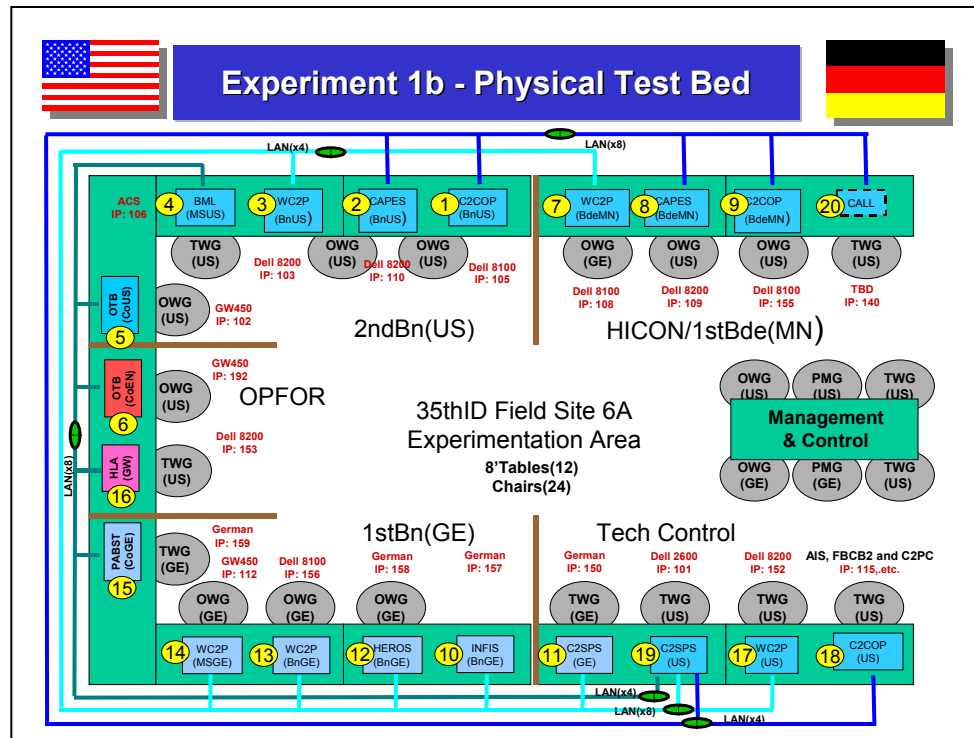 Experiment 1b - Physical Test Bed
LAN(x4)
LAN(x8)
ACS
IP: 106
4
BML
(MSUS)
3
WC2P
(BnUS)
2
CAPES
(BnUS)
1
C2COP
(BnUS)
7
WC2P
(BdeMN)
8
CAPES
(BdeMN)
9
C2COP
(BdeMN)
20
CALL
TWG
(US)
OWG
(US)
OWG
(US)
OWG
(GE)
OWG
(US)
OWG
(US)
TWG
(US)
Dell 8200
IP: 103
Dell 8200
IP: 110
Dell 8100
IP: 105
Dell 8100
IP: 108
Dell 8200
IP: 109
Dell 8100
IP: 155
TBD
IP: 140
OTB
(CoUS)
5
OWG
(US)
GW450
IP: 102
2ndBn(US)
HICON/1stBde(MN)
OTB
(CoEN)
6
OWG
(US)
GW450
IP: 192
OPFOR
LAN(x8)
HLA
(GW)
16
TWG
(US)
Dell 8200
IP: 153
35thID Field Site 6A
Experimentation Area
8'Tables(12)
Chairs(24)
OWG
(US)
PMG
(US)
TWG
(US)
Management
& Control
OWG
(GE)
PMG
(GE)
TWG
(US)
1stBn(GE)
Tech Control
PABST
(CoGE)
15
TWG
(GE)
German
IP: 159
GW450
IP: 112
Dell 8100
IP: 156
German
IP: 158
German
IP: 157
German
IP: 150
Dell 2600
IP: 101
Dell 8200
IP: 152
AIS, FBCB2 and C2PC
IP: 115,.etc.
OWG
(GE)
OWG
(GE)
OWG
(GE)
TWG
(GE)
TWG
(US)
TWG
(US)
TWG
(US)
14
WC2P
(MSGE)
13
WC2P
(BnGE)
12
HEROS
(BnGE)
10
INFIS
(BnGE)
11
C2SPS
(GE)
19
C2SPS
(US)
17
WC2P
(US)
18
C2COP
(US)
LAN(x4)
LAN(x8)
LAN(x4)